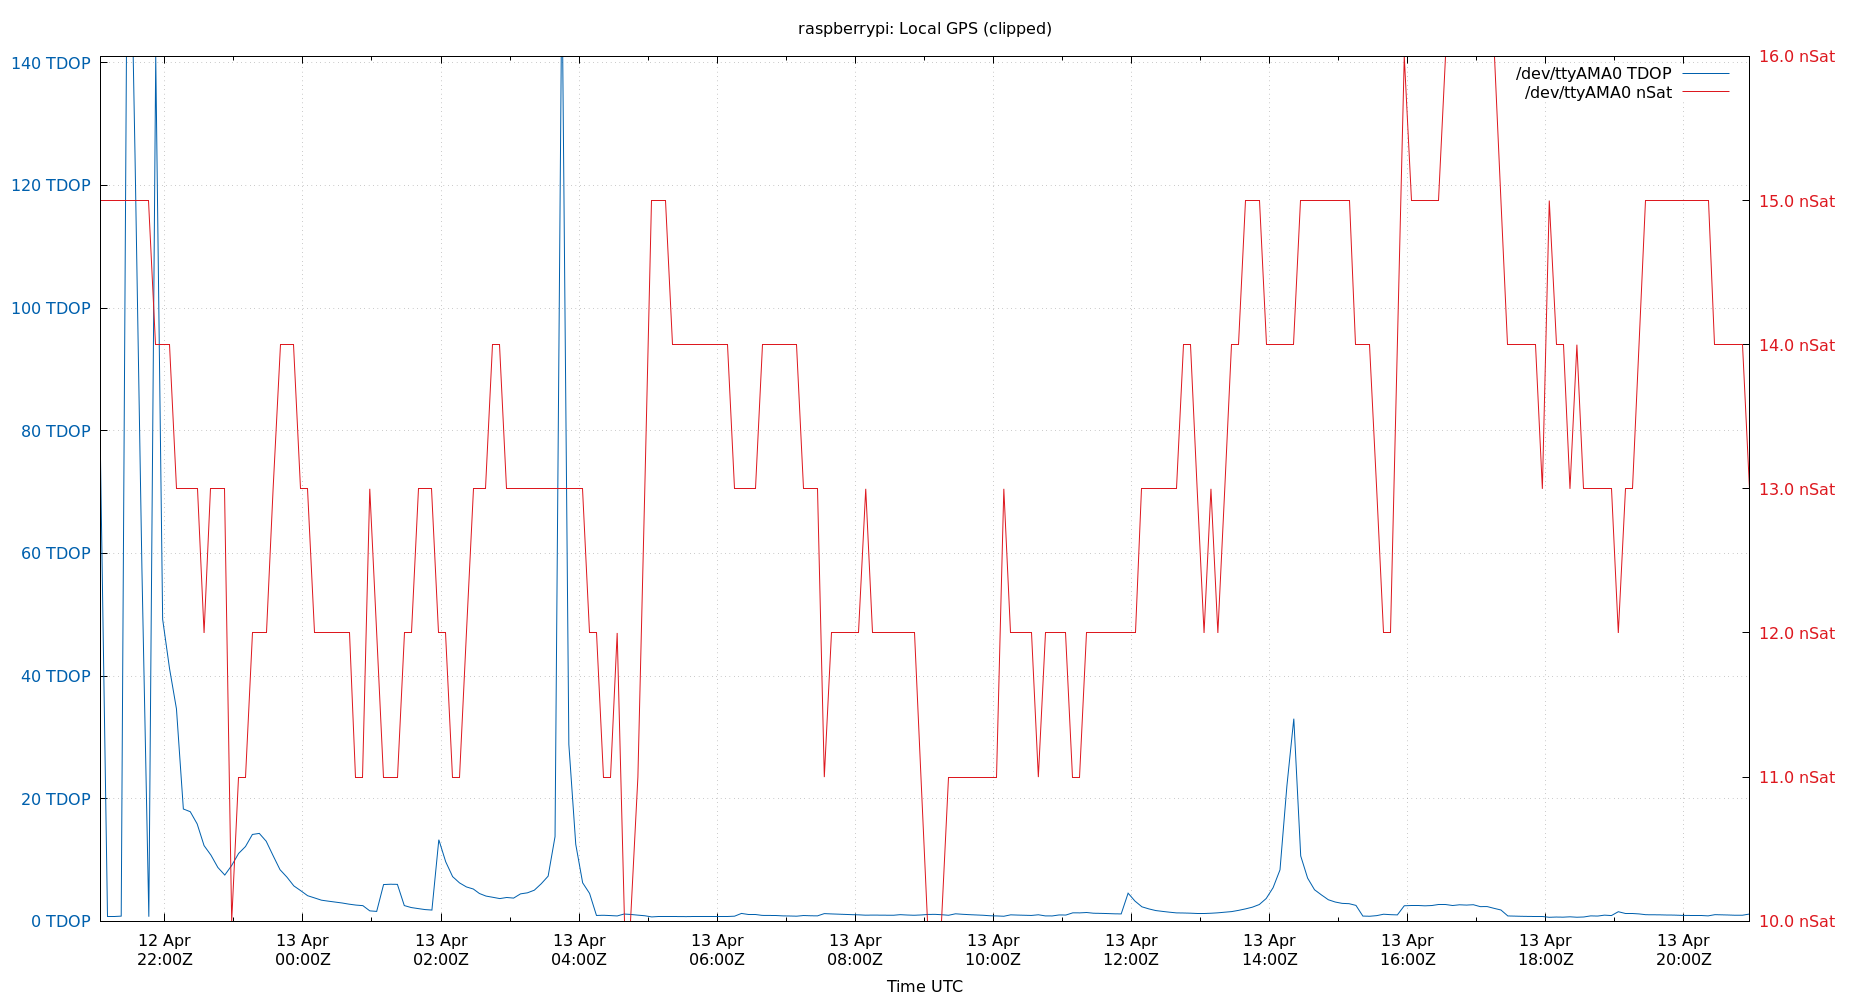 raspberrypi: Local GPS (clipped)
140 TDOP
120 TDOP
100 TDOP
80 TDOP
60 TDOP
40 TDOP
20 TDOP
0 TDOP
16.0 nSat
15.0 nSat
14.0 nSat
13.0 nSat
12.0 nSat
11.0 nSat
10.0 nSat
/dev/ttyAMA0 TDOP
/dev/ttyAMA0 nSat
12 Apr
22:00Z
13 Apr
00:00Z
13 Apr
02:00Z
13 Apr
04:00Z
13 Apr
06:00Z
13 Apr
08:00Z
13 Apr
10:00Z
13 Apr
12:00Z
13 Apr
14:00Z
13 Apr
16:00Z
13 Apr
18:00Z
13 Apr
20:00Z
Time UTC